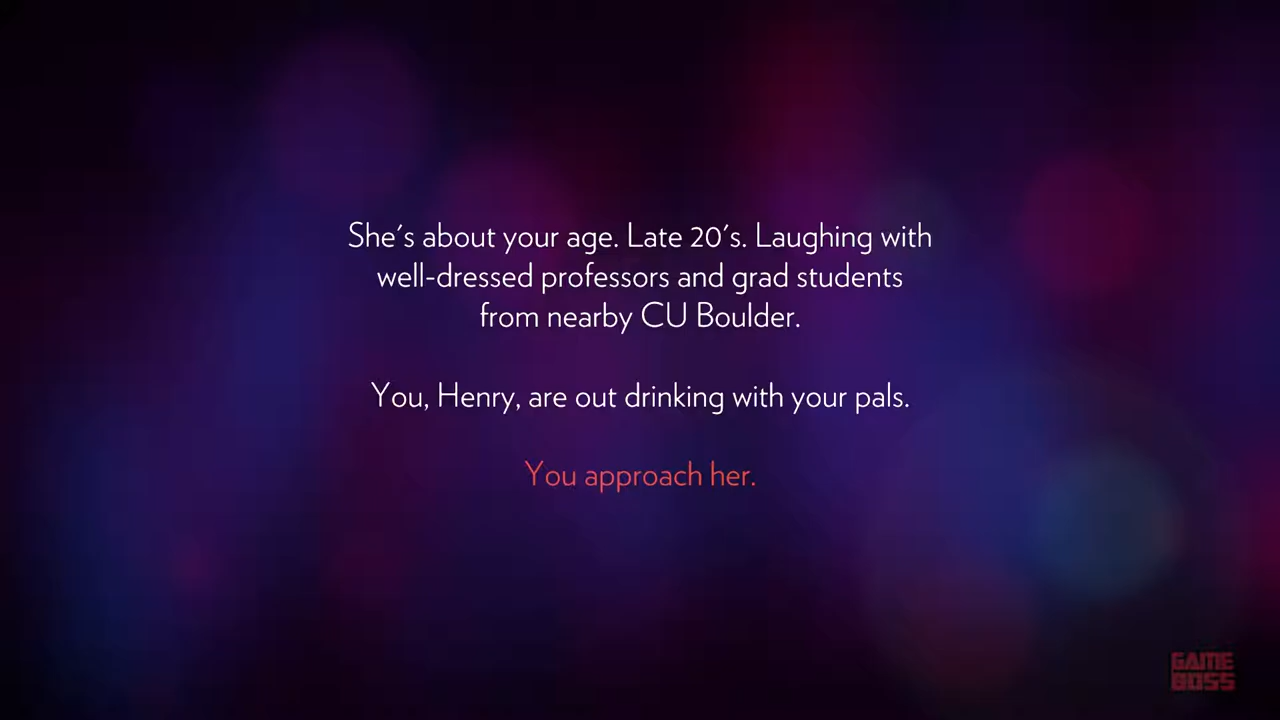 She's about your age. Late 20's. Laughing with
well-dressed professors and grad students
from nearby CU Boulder.
You, Henry, are out drinking with your pals.
You approach her.
GAME
BOSS